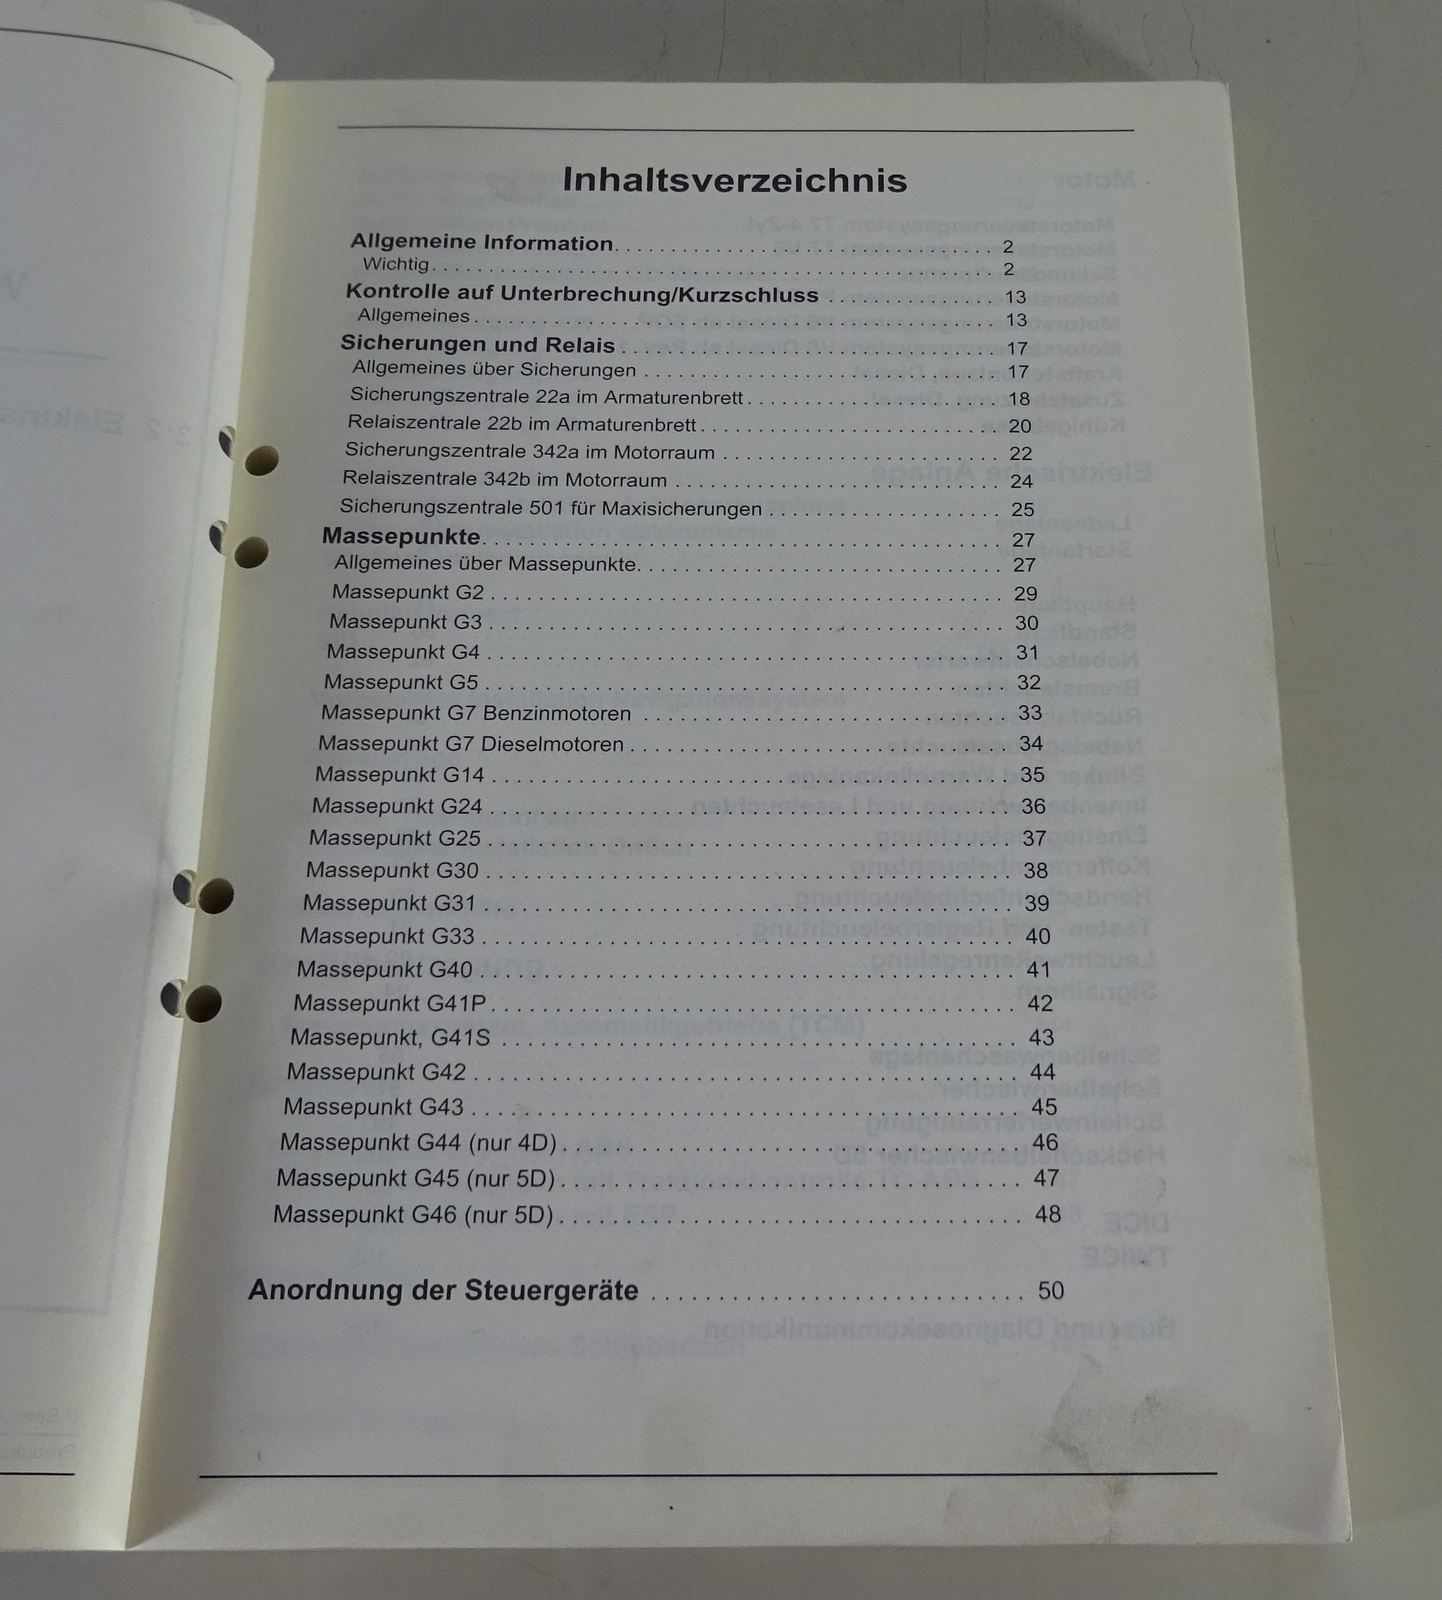 Inhaltsverzeichnis
Allgemeine Information. . . . . . . . . . . . . . . . . . . . . . . . . . . . . . 2
Wichtig. . . . . . . . . . . . . . . . . . . . . . . . . . . . . . 2
Kontrolle auf Unterbrechung/Kurzschluss . . . . . . . . . . . . . . 13
Allgemeines . . . . . . . . . . . . . . . . . . . . . . . . . . . . . . 13
Sicherungen und Relais . . . . . . . . . . . . . . . . . . . . . . . . . . 17
Allgemeines über Sicherungen . . . . . . . . . . . . . . . . . . . . . . . . . . 17
Sicherungszentrale 22a im Armaturenbrett . . . . . . . . . . . . . . . . . . 18
Relaiszentrale 22b im Armaturenbrett . . . . . . . . . . . . . . . . . . . . 20
Sicherungszentrale 342a im Motorraum . . . . . . . . . . . . . . . . . . . . 22
Relaiszentrale 342b im Motorraum . . . . . . . . . . . . . . . . . . . . . . 24
Sicherungszentrale 501 für Maxisicherungen . . . . . . . . . . . . . . . . . 25
Massepunkte. . . . . . . . . . . . . . . . . . . . . . . . . . . . . . 27
Allgemeines über Massepunkte. . . . . . . . . . . . . . . . . . . . . . . . . 27
Massepunkt G2 . . . . . . . . . . . . . . . . . . . . . . . . . . . . . . 29
Massepunkt G3 . . . . . . . . . . . . . . . . . . . . . . . . . . . . . . 30
Massepunkt G4 . . . . . . . . . . . . . . . . . . . . . . . . . . . . . . 31
Massepunkt G5 . . . . . . . . . . . . . . . . . . . . . . . . . . . . . . 32
Massepunkt G7 Benzinmotoren . . . . . . . . . . . . . . . . . . . . . . . . 33
Massepunkt G7 Dieselmotoren . . . . . . . . . . . . . . . . . . . . . . . . 34
Massepunkt G14 . . . . . . . . . . . . . . . . . . . . . . . . . . . . . . 35
Massepunkt G24 . . . . . . . . . . . . . . . . . . . . . . . . . . . . . . 36
Massepunkt G25 . . . . . . . . . . . . . . . . . . . . . . . . . . . . . . 37
Massepunkt G30 . . . . . . . . . . . . . . . . . . . . . . . . . . . . . . 38
Massepunkt G31 . . . . . . . . . . . . . . . . . . . . . . . . . . . . . . 39
Massepunkt G33 . . . . . . . . . . . . . . . . . . . . . . . . . . . . . . 40
Massepunkt G40 . . . . . . . . . . . . . . . . . . . . . . . . . . . . . . 41
Massepunkt G41P . . . . . . . . . . . . . . . . . . . . . . . . . . . . . . 42
Massepunkt, G41S . . . . . . . . . . . . . . . . . . . . . . . . . . . . . . 43
Massepunkt G42 . . . . . . . . . . . . . . . . . . . . . . . . . . . . . . 44
Massepunkt G43 . . . . . . . . . . . . . . . . . . . . . . . . . . . . . . 45
Massepunkt G44 (nur 4D) . . . . . . . . . . . . . . . . . . . . . . . . . . 46
Massepunkt G45 (nur 5D) . . . . . . . . . . . . . . . . . . . . . . . . . . 47
Massepunkt G46 (nur 5D) . . . . . . . . . . . . . . . . . . . . . . . . . . 48
Anordnung der Steuergeräte . . . . . . . . . . . . . . . . . . . . . . . . 50